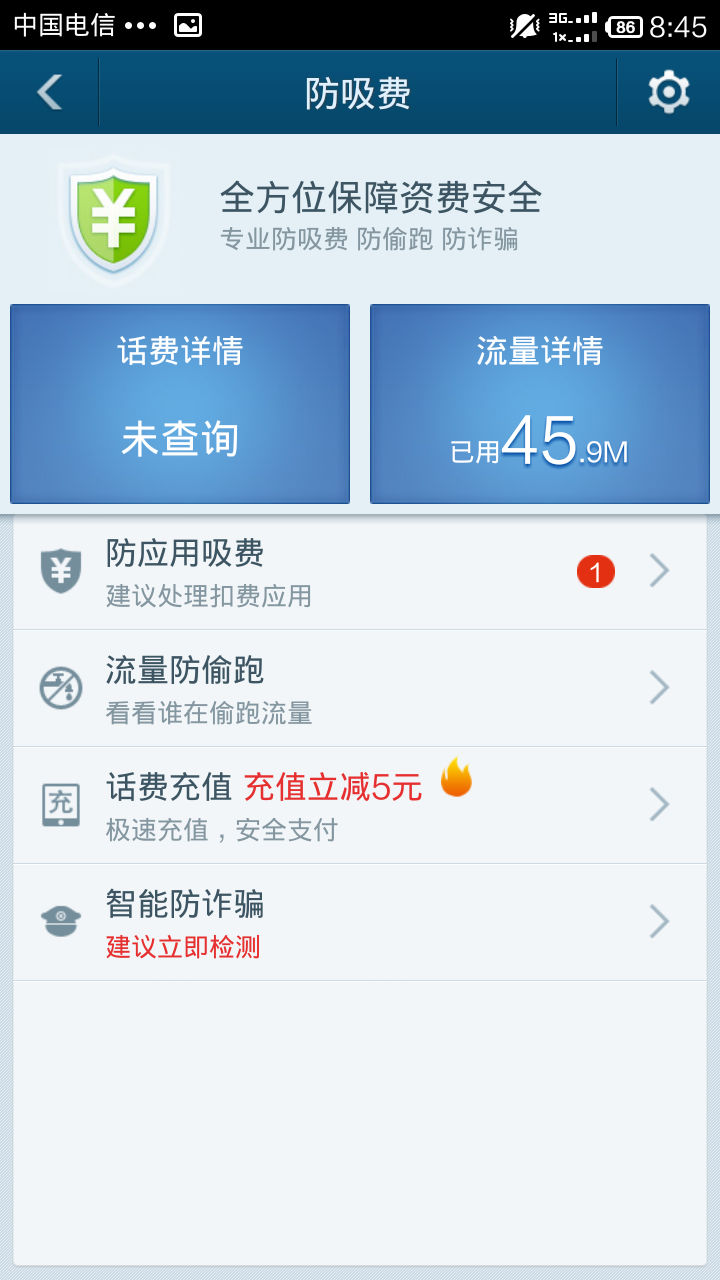 中国电信 ••• 3G 1× 86 8:45
防吸费
全方位保障资费安全
专业防吸费 防偷跑 防诈骗
话费详情
未查询
流量详情
已用45.9M
防应用吸费
建议处理扣费应用
1
流量防偷跑
看看谁在偷跑流量
充
话费充值 充值立减5元
极速充值，安全支付
智能防诈骗
建议立即检测